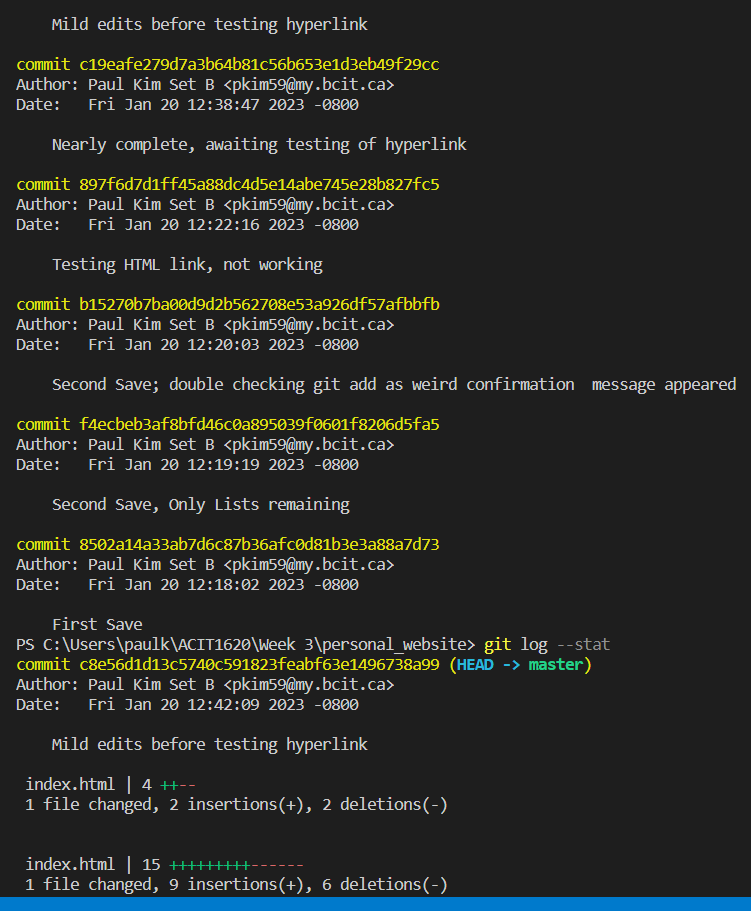 Mild edits before testing hyperlink
commit c19eafe279d7a3b64b81c56b653e1d3eb49f29cc
Author: Paul Kim Set B <pkim59@my.bcit.ca>
Date:   Fri Jan 20 12:38:47 2023 -0800
Nearly complete, awaiting testing of hyperlink
commit 897f6d7d1ff45a88dc4d5e14abe745e28b827fc5
Author: Paul Kim Set B <pkim59@my.bcit.ca>
Date:   Fri Jan 20 12:22:16 2023 -0800
Testing HTML link, not working
commit b15270b7ba00d9d2b562708e53a926df57afbbfb
Author: Paul Kim Set B <pkim59@my.bcit.ca>
Date:   Fri Jan 20 12:20:03 2023 -0800
Second Save; double checking git add as weird confirmation  message appeared
commit f4ecbeb3af8bfd46c0a895039f0601f8206d5fa5
Author: Paul Kim Set B <pkim59@my.bcit.ca>
Date:   Fri Jan 20 12:19:19 2023 -0800
Second Save, Only Lists remaining
commit 8502a14a33ab7d6c87b36afc0d81b3e3a88a7d73
Author: Paul Kim Set B <pkim59@my.bcit.ca>
Date:   Fri Jan 20 12:18:02 2023 -0800
First Save
PS C:\Users\paulk\ACIT1620\Week 3\personal_website> git log --stat
commit c8e56d1d13c5740c591823feabf63e1496738a99 (HEAD -> master)
Author: Paul Kim Set B <pkim59@my.bcit.ca>
Date:   Fri Jan 20 12:42:09 2023 -0800
Mild edits before testing hyperlink
index.html | 4 ++--
1 file changed, 2 insertions(+), 2 deletions(-)
index.html | 15 +++++++++------
1 file changed, 9 insertions(+), 6 deletions(-)